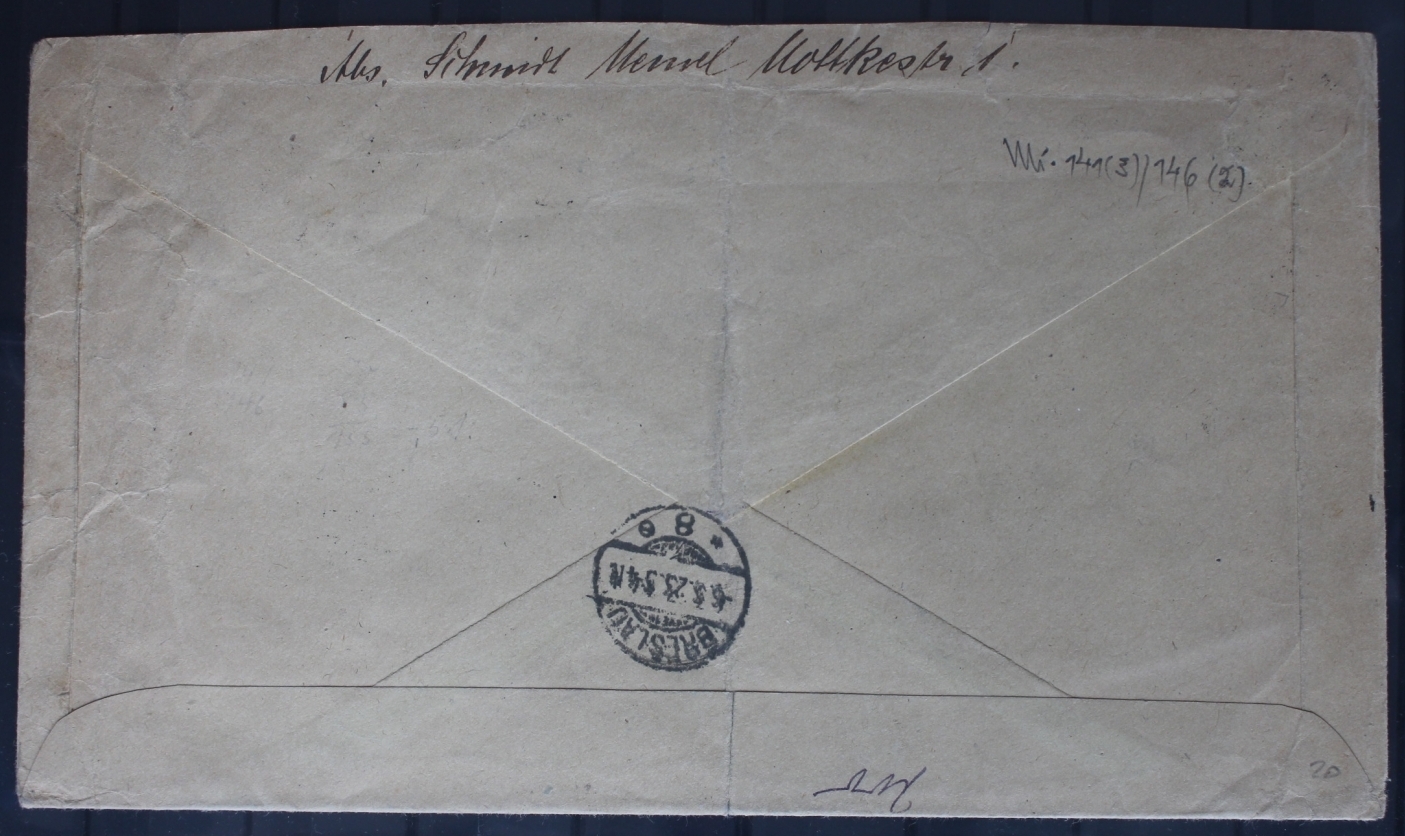 Abs. Schmidt Memel Moltkestr. 1.
Mi. 141(3)/146(2).
* 8 e
BRESLAU
20